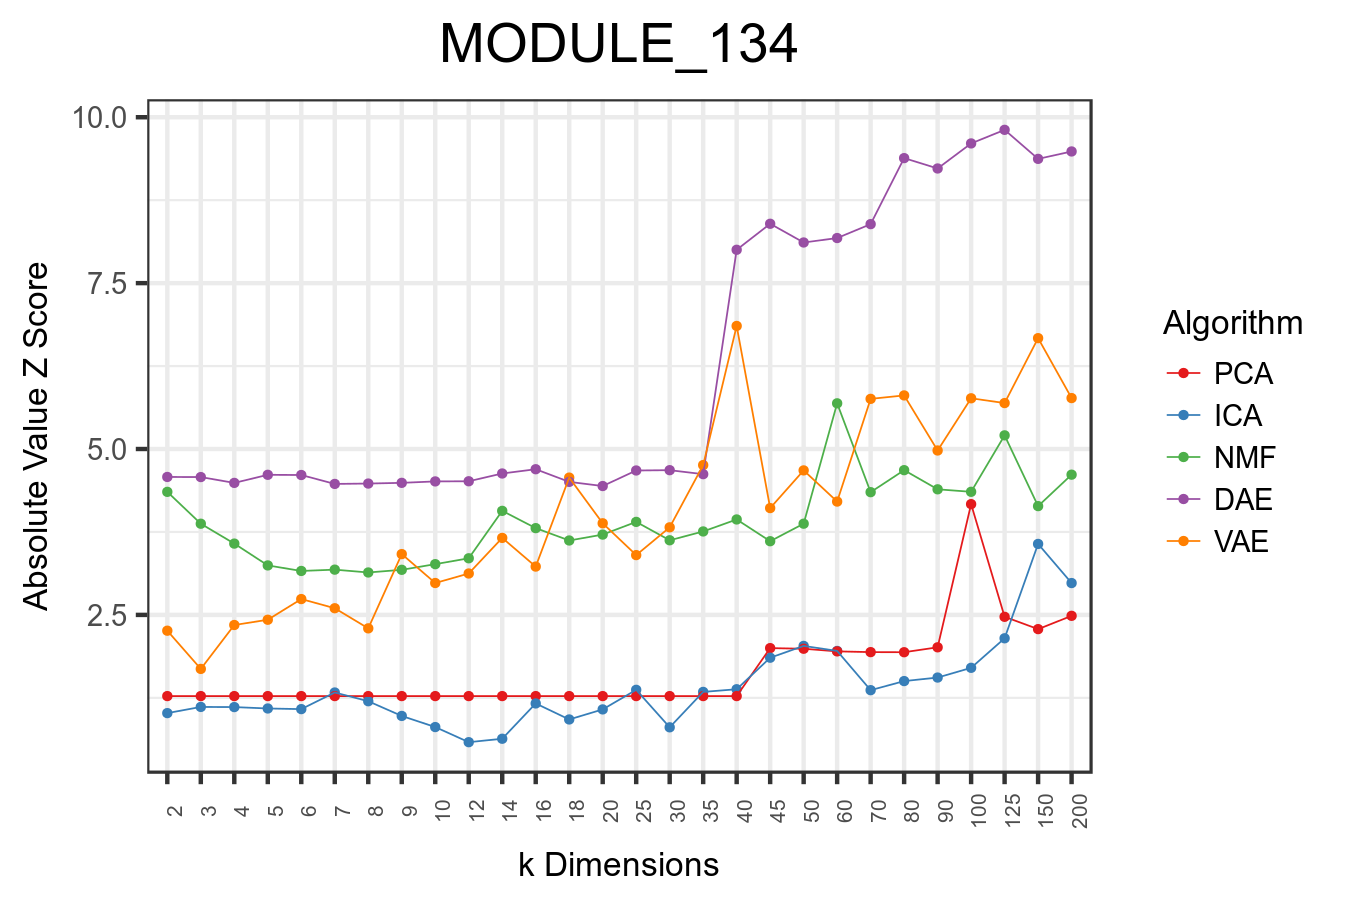 MODULE_134
10.0
7.5
5.0
2.5
Absolute Value Z Score
2 3 4 5 6 7 8 9 10 12 14 16 18 20 25 30 35 40 45 50 60 70 80 90 100 125 150 200
k Dimensions
Algorithm
PCA
ICA
NMF
DAE
VAE